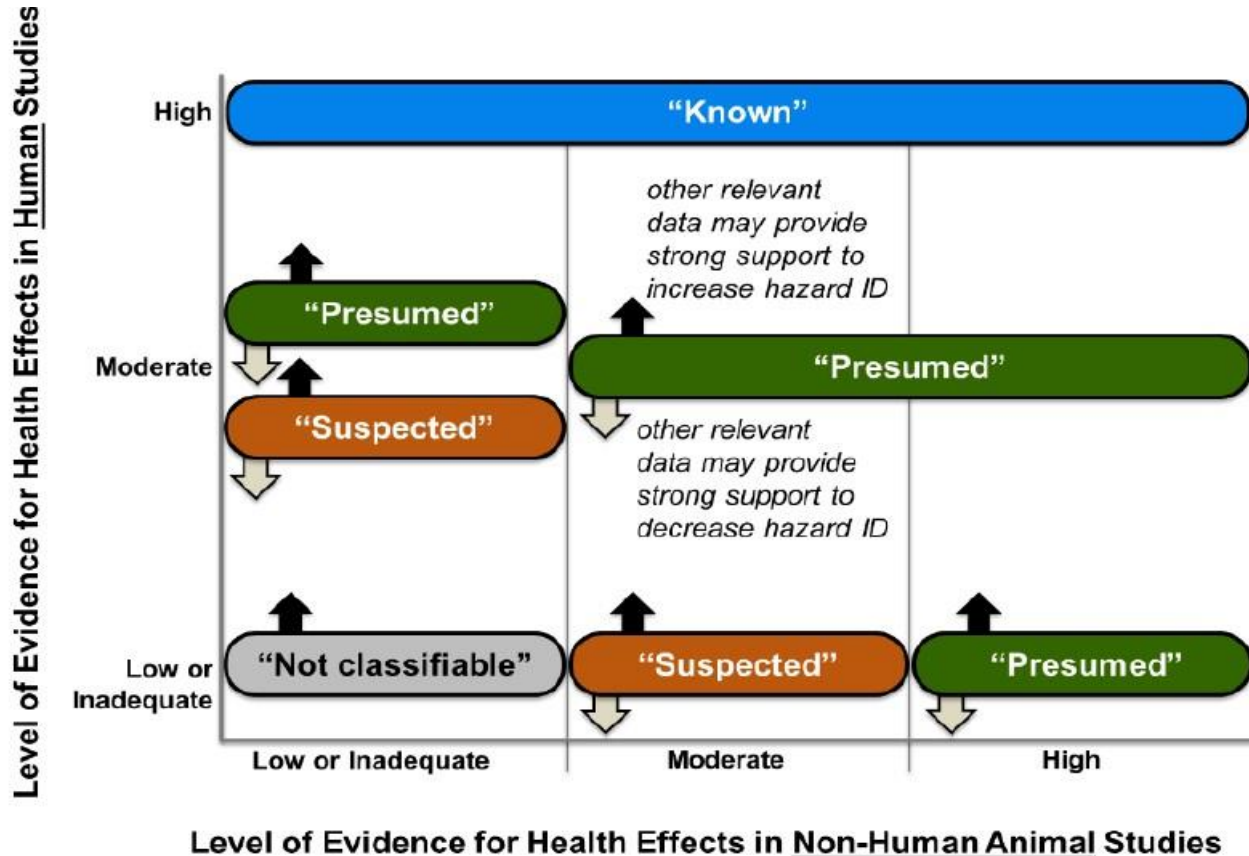 Level of Evidence for Health Effects in Human Studies
High
“Known”
other relevant
data may provide
strong support to
increase hazard ID
“Presumed”
Moderate
“Presumed”
“Suspected”
other relevant
data may provide
strong support to
decrease hazard ID
Low or
Inadequate
“Not classifiable”
“Suspected”
“Presumed”
Low or Inadequate
Moderate
High
Level of Evidence for Health Effects in Non-Human Animal Studies